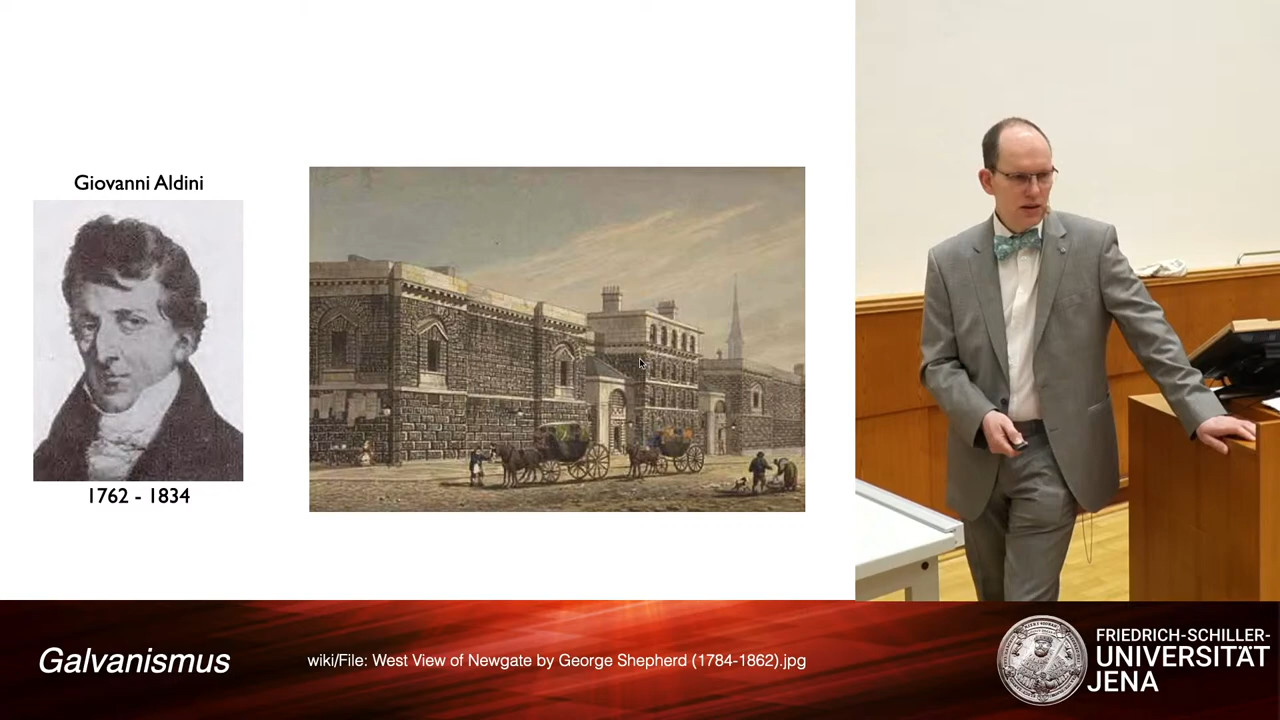 Giovanni Aldini
1762 - 1834
Galvanismus
wiki/File: West View of Newgate by George Shepherd (1784-1862).jpg
FRIEDRICH-SCHILLER-
UNIVERSITÄT
JENA